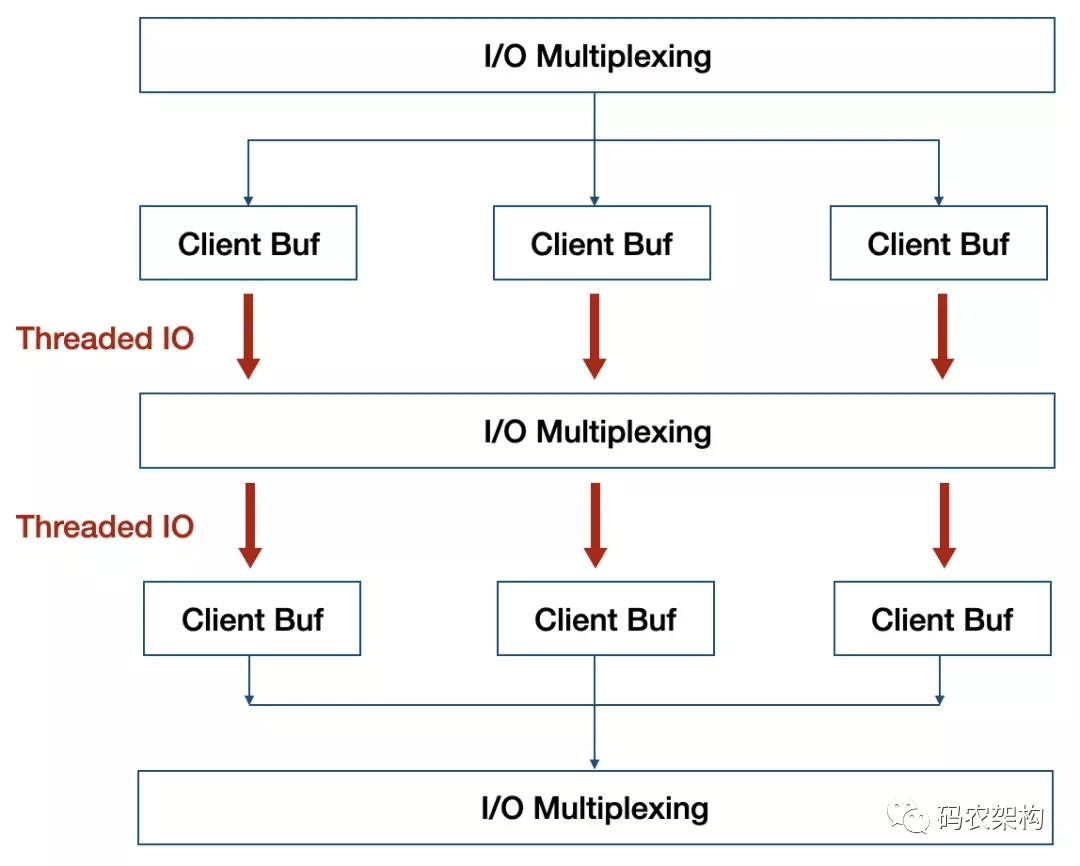 I/O Multiplexing
Client Buf
Client Buf
Client Buf
Threaded IO
I/O Multiplexing
Threaded IO
Client Buf
Client Buf
Client Buf
I/O Multiplexing
码农架构